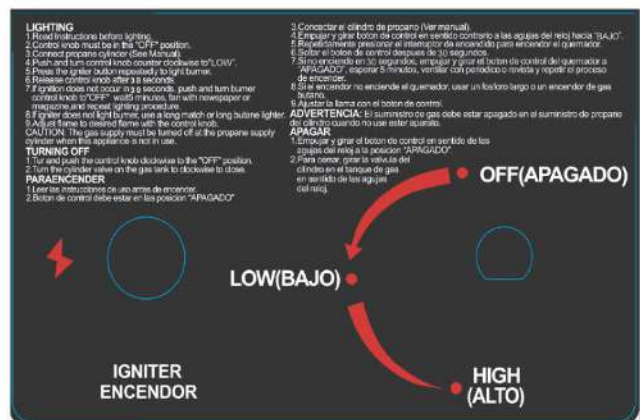 LIGHTING
1.Read Instructions before lighting.
2.Control knob must be in the "OFF" position.
3.Connect propane cylinder (See Manual).
4.Push and turn control knob counter clockwise to"LOW".
5.Press the igniter button repeatedly to light burner.
6.Release control knob after 30 seconds.
7.If ignition does not occur in 30 seconds, push and turn burner
control knob to"OFF" wait5 minutes, fan with newspaper or
magazine,and repeat lighting procedure.
8.If igniter does not light burner, use a long match or long butane lighter.
9.Adjust flame to desired flame with the control knob.
CAUTION: The gas supply must be turned off at the propane supply
cylinder when this appliance is not in use.
TURNING OFF
1.Tur and push the control knob clockwise to the "OFF" position.
2.Turn the cylinder valve on the gas tank to clockwise to close.
PARAENCENDER
1.Leer las instrucciones de uso antes de encender.
2.Boton de control debe estar en las posicion "APAGADO"
3.Concectar el cilindro de propano (Ver manual).
4.Empujar y girar boton de control en sentido contrario a las agujas del reloj hacia "BAJO".
5.Repetidamente presionar el interruptor de encendido para encender el quemador.
6.Soltar el boton de control despues de 30 segundos.
7.Si no enciende en 30 segundos, empujar y girar el boton de control del quemador a
"APAGADO", esporar 5 minutos, ventilar con periodico o revista y repetir el proceso
de encender.
8.Si el encendor no enciende el quemador, usar un fosforo largo o un encendor de gas
butano.
9.Ajustar la llama con el boton de control.
ADVERTENCIA: El suministro de gas debe estar apagado en el suministro de propano
del cilindro cuando no use ester aparato.
APAGAR
1.Empujar y girar el boton de control en sentido de las
agujas del reloj a la posicion "APAGADO".
2.Para cerrar, girar la valvula del
cilindro en el tanque de gas
en sentido de las agujas
del reloj.
OFF(APAGADO)
LOW(BAJO)
HIGH
(ALTO)
IGNITER
ENCENDOR